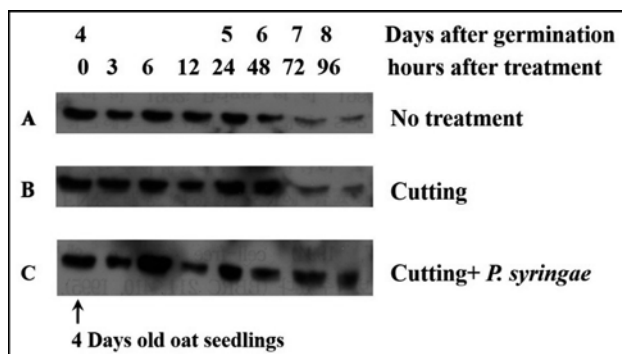 4 5 6 7 8 Days after germination
0 3 6 12 24 48 72 96 hours after treatment
A No treatment
B Cutting
C Cutting+ P. syringae
4 Days old oat seedlings